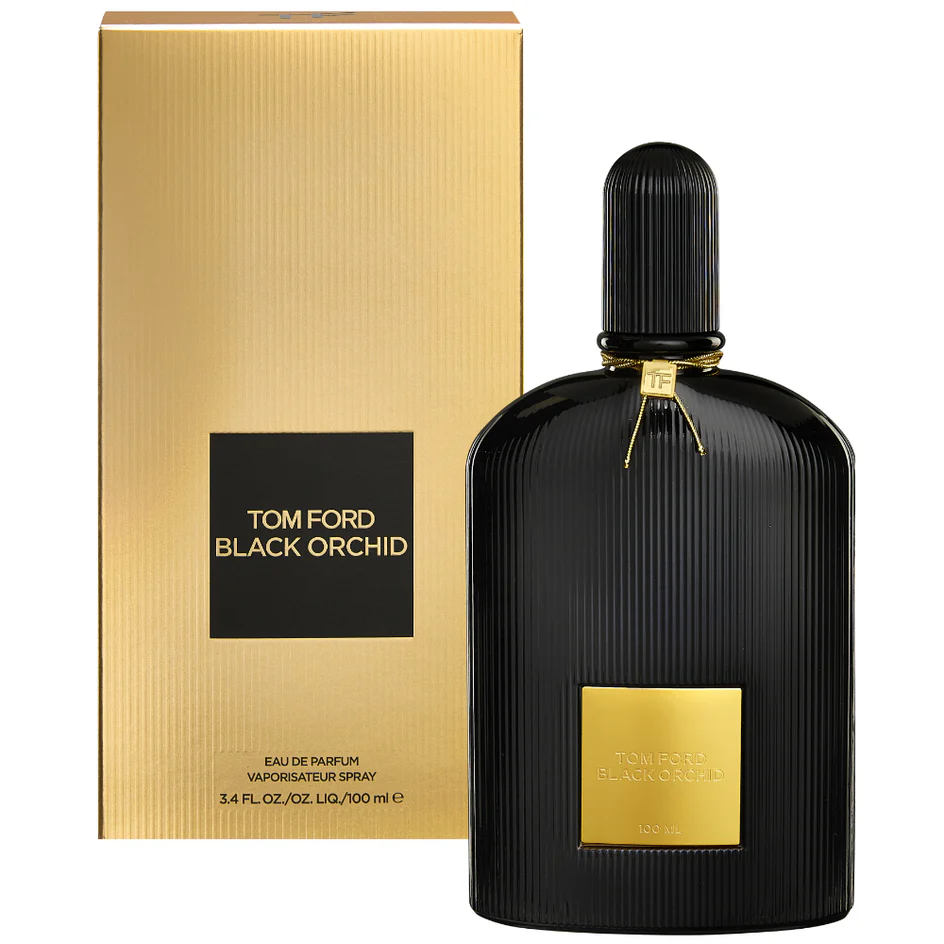 TOM FORD
BLACK ORCHID
EAU DE PARFUM
VAPORISATEUR SPRAY
3.4 FL.OZ./OZ. LIQ./100 ml ℮
TF
TOM FORD
BLACK ORCHID
100 ML